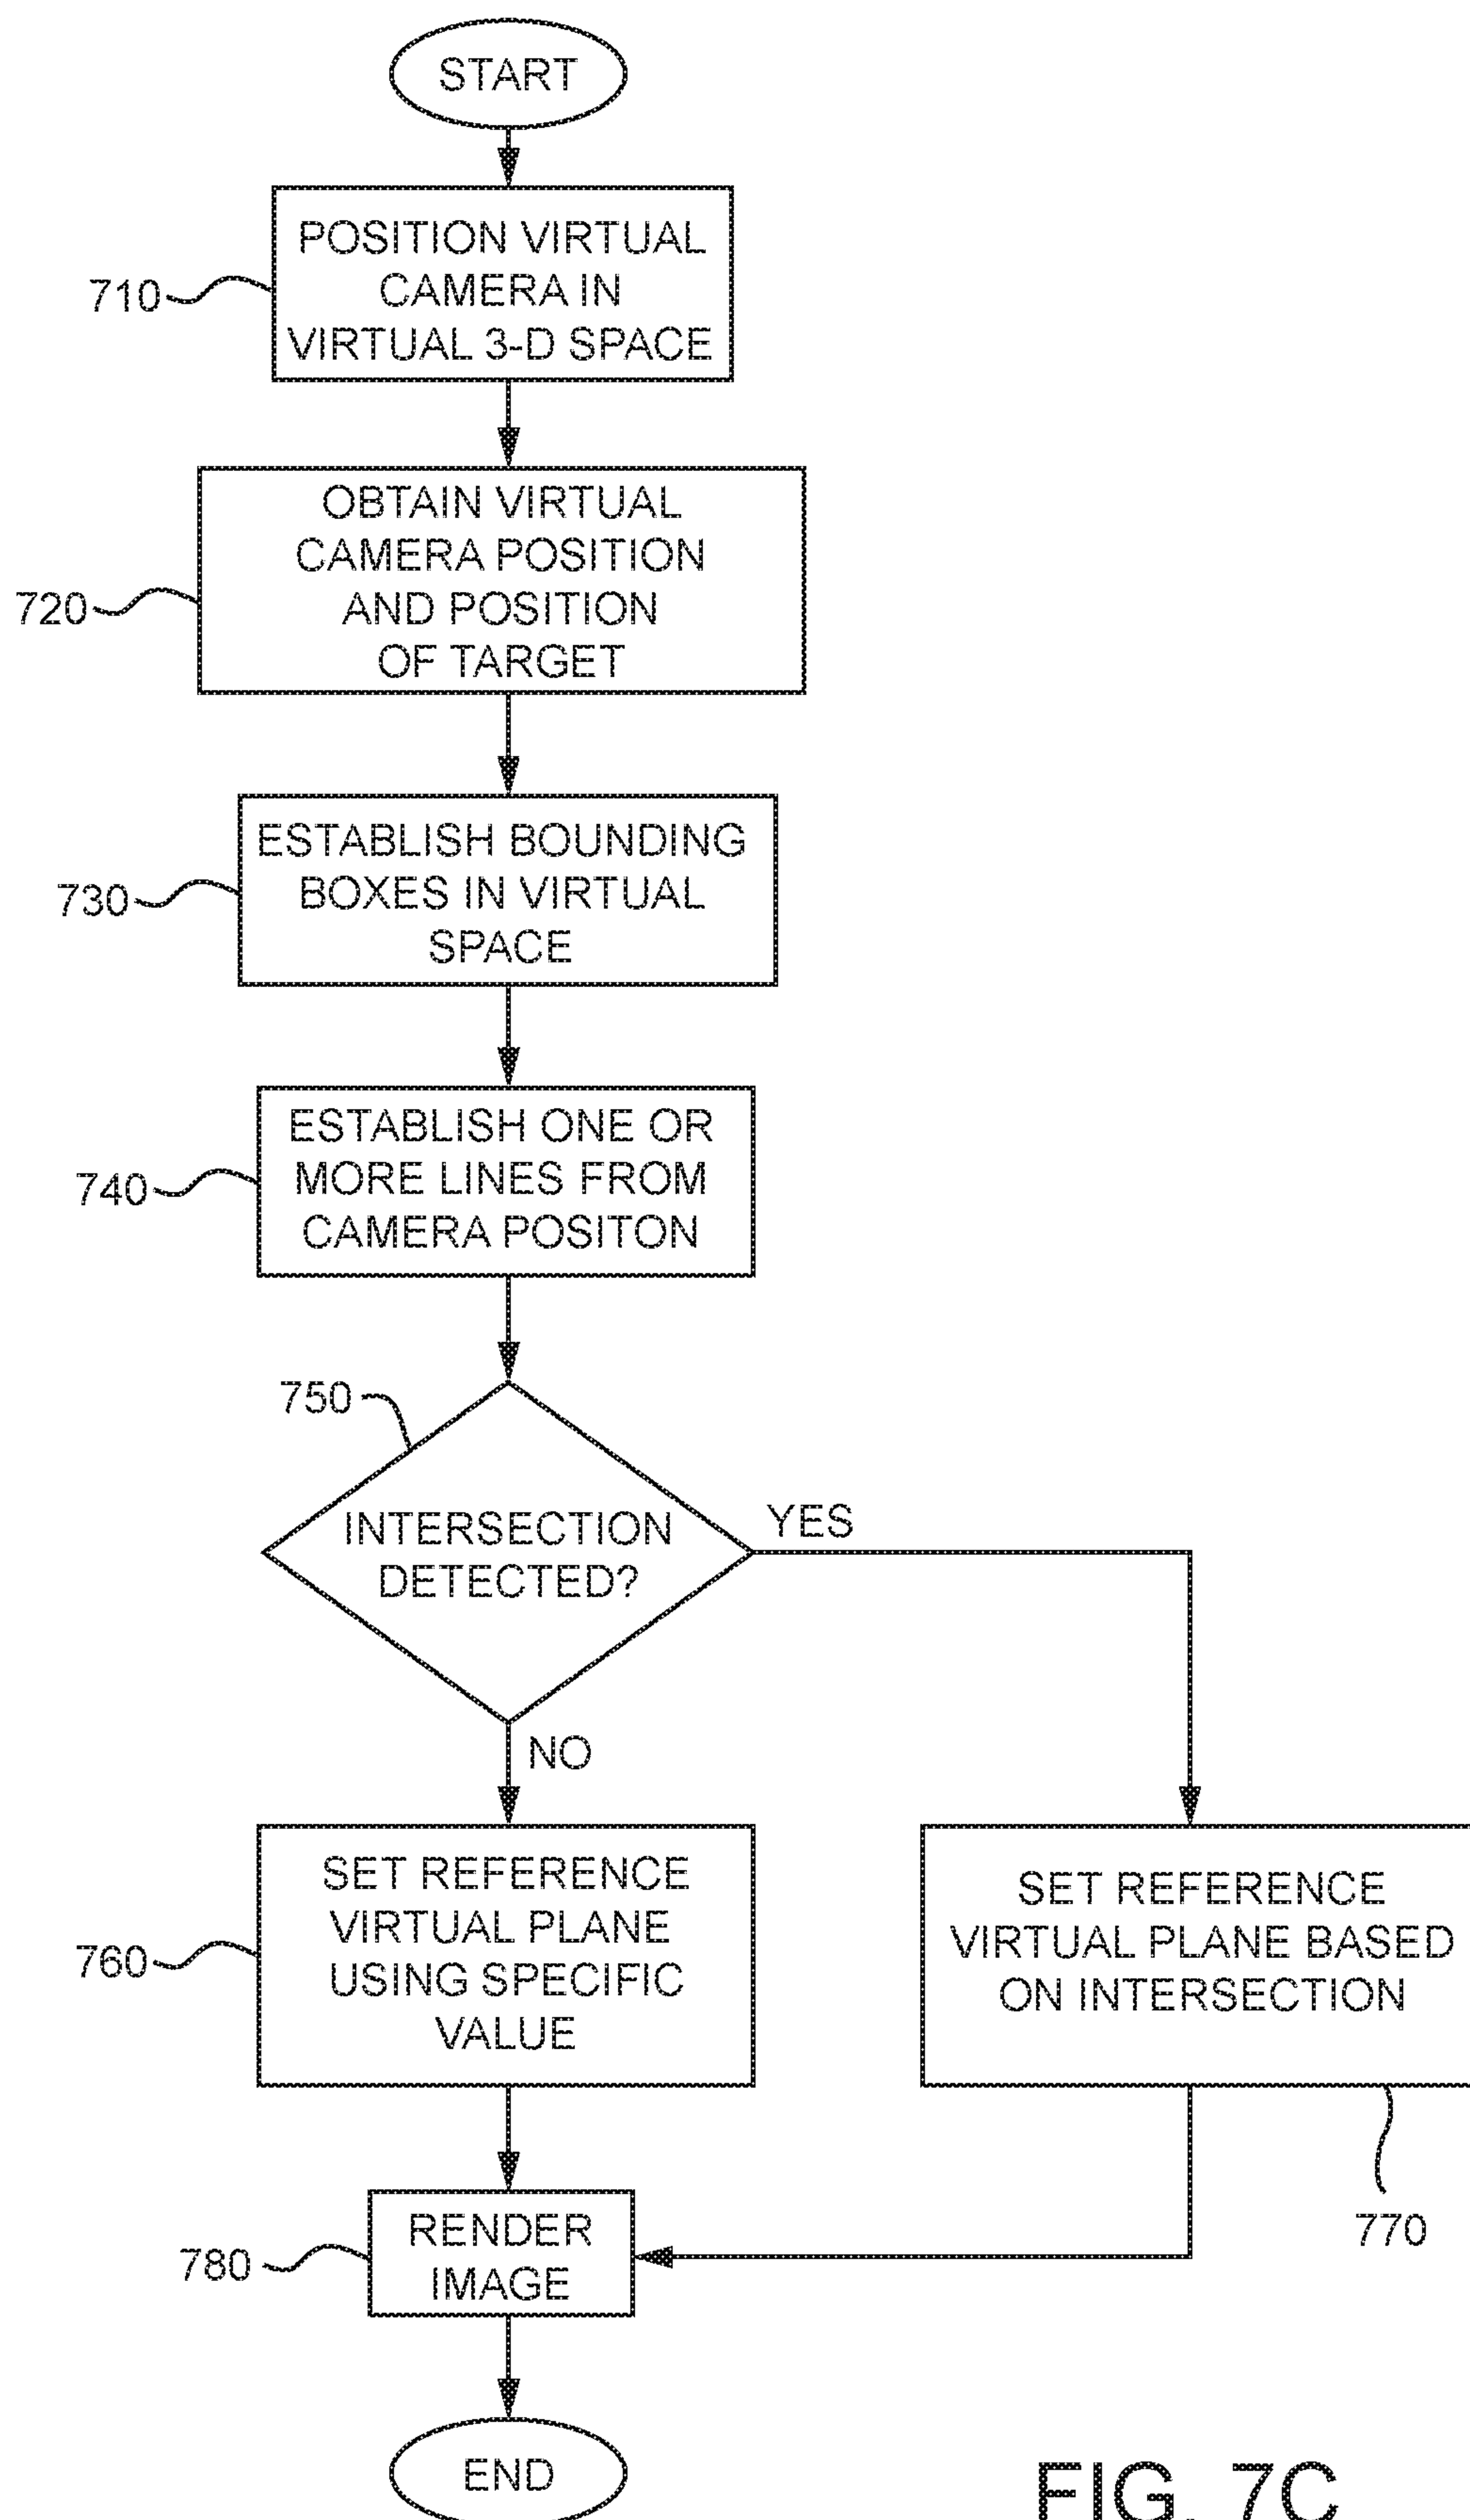 START
POSITION VIRTUAL
CAMERA IN
VIRTUAL 3-D SPACE
710
OBTAIN VIRTUAL
CAMERA POSITION
AND POSITION
OF TARGET
720
ESTABLISH BOUNDING
BOXES IN VIRTUAL
SPACE
730
ESTABLISH ONE OR
MORE LINES FROM
CAMERA POSITON
740
750
INTERSECTION
DETECTED?
YES
NO
SET REFERENCE
VIRTUAL PLANE
USING SPECIFIC
VALUE
760
SET REFERENCE
VIRTUAL PLANE BASED
ON INTERSECTION
770
RENDER
IMAGE
780
END
FIG. 7C